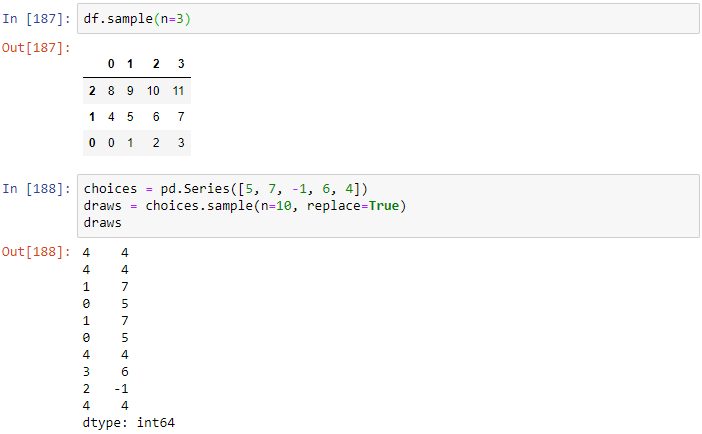 In [187]: df.sample(n=3)
Out[187]:
0 1 2 3
2 8 9 10 11
1 4 5 6 7
0 0 1 2 3
In [188]: choices = pd.Series([5, 7, -1, 6, 4])
draws = choices.sample(n=10, replace=True)
draws
Out[188]: 4 4
4 4
1 7
0 5
1 7
0 5
4 4
3 6
2 -1
4 4
dtype: int64